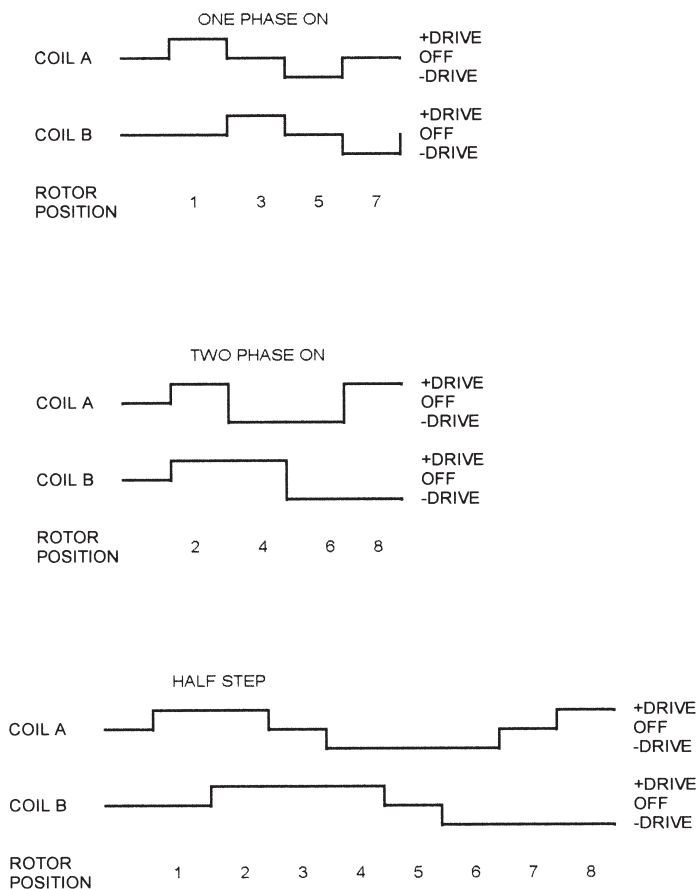 ONE PHASE ON
+DRIVE
COIL A
OFF
-DRIVE
+DRIVE
COIL B
OFF
-DRIVE
ROTOR
POSITION
1 3 5 7
TWO PHASE ON
+DRIVE
COIL A
OFF
-DRIVE
+DRIVE
COIL B
OFF
-DRIVE
ROTOR
POSITION
2 4 6 8
HALF STEP
+DRIVE
COIL A
OFF
-DRIVE
+DRIVE
COIL B
OFF
-DRIVE
ROTOR
POSITION
1 2 3 4 5 6 7 8